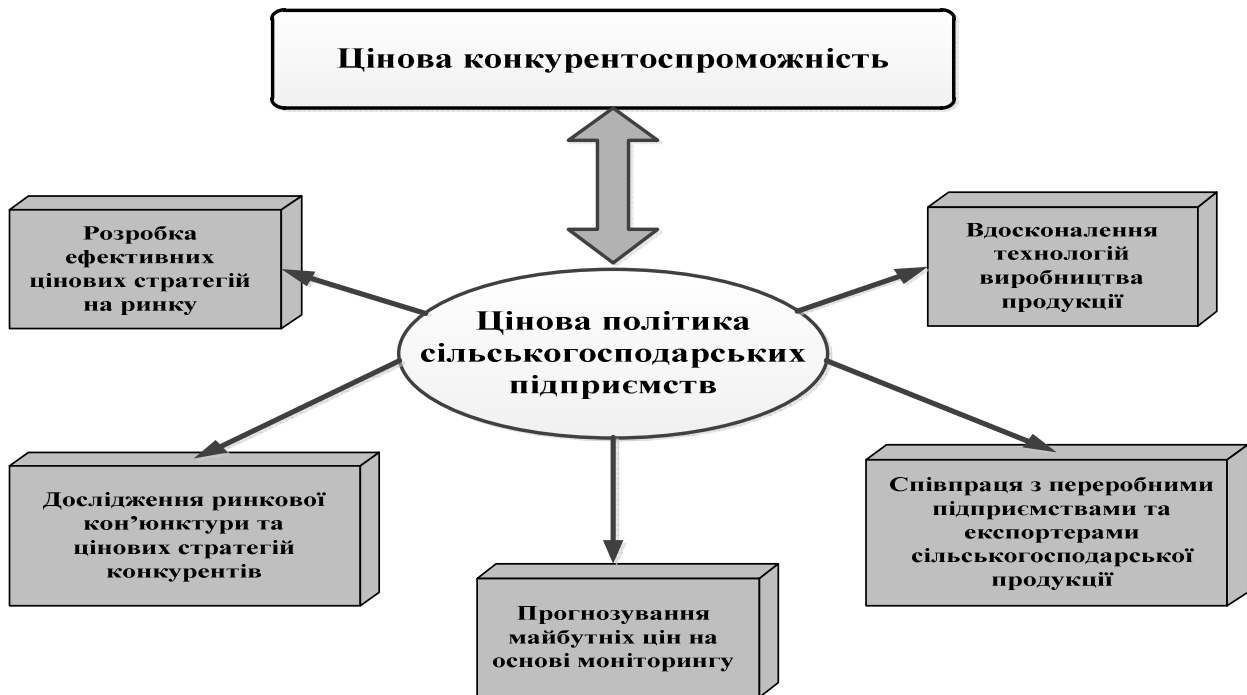 Цінова конкурентоспроможність
Розробка
ефективних
цінових стратегій
на ринку
Вдосконалення
технологій
виробництва
продукції
Цінова політика
сільськогосподарських
підприємств
Дослідження ринкової
кон’юнктури та
цінових стратегій
конкурентів
Співпраця з переробними
підприємствами та
експортерами
сільськогосподарської
продукції
Прогнозування
майбутніх цін на
основі моніторингу